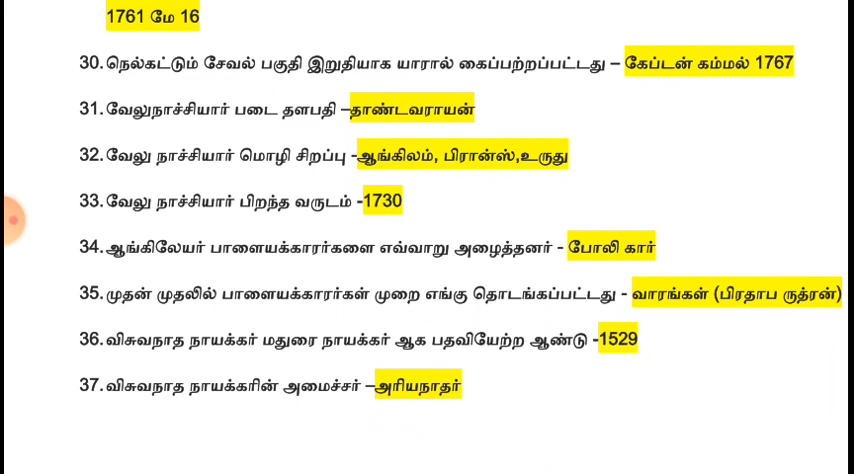 1761 மே 16
30. நெல்கட்டும் சேவல் பகுதி இறுதியாக யாரால் கைப்பற்றப்பட்டது – கேப்டன் கம்மல் 1767
31. வேலுநாச்சியார் படை தளபதி –தாண்டவராயன்
32. வேலு நாச்சியார் மொழி சிறப்பு -ஆங்கிலம், பிரான்ஸ்,உருது
33. வேலு நாச்சியார் பிறந்த வருடம் -1730
34. ஆங்கிலேயர் பாளையக்காரர்களை எவ்வாறு அழைத்தனர் - போலி கார்
35. முதன் முதலில் பாளையக்காரர்கள் முறை எங்கு தொடங்கப்பட்டது - வாரங்கள் (பிரதாப ருத்ரன்)
36. விசுவநாத நாயக்கர் மதுரை நாயக்கர் ஆக பதவியேற்ற ஆண்டு -1529
37. விசுவநாத நாயக்கரின் அமைச்சர் –அரியநாதர்